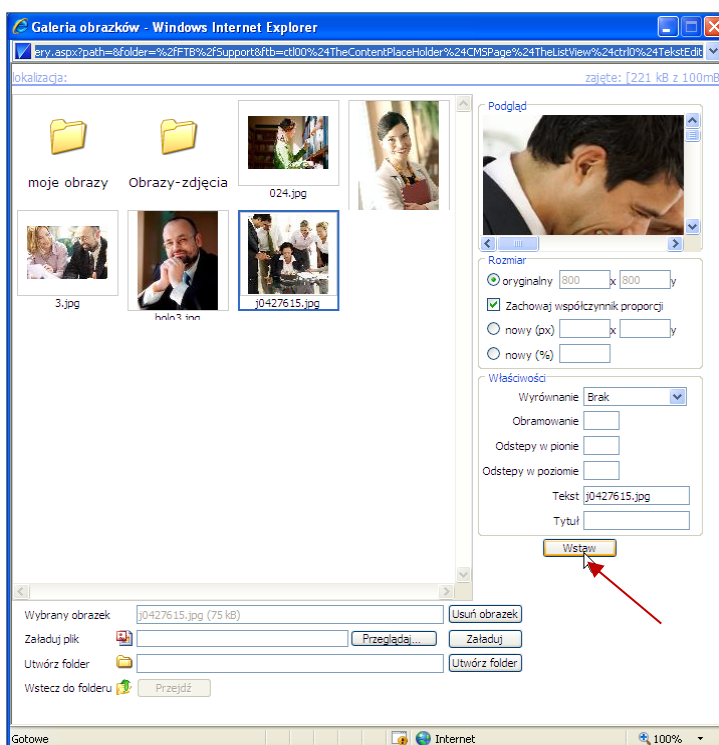 Galeria obrazków - Windows Internet Explorer
ery.aspx?path=&folder=%2fFTB%2fSupport&ftb=ctl00%24TheContentPlaceHolder%24CMSPage%24TheListView%24ctrl0%24TekstEdit
lokalizacja: zajęte: [221 kB z 100mB
moje obrazy
Obrazy-zdjęcia
024.jpg
3.jpg
holo3.jpg
j0427615.jpg
Podgląd
Rozmiar
oryginalny 800 x 800 y
Zachowaj współczynnik proporcji
nowy (px) x y
nowy (%)
Właściwości
Wyrównanie Brak
Obramowanie
Odstepy w pionie
Odstepy w poziomie
Tekst j0427615.jpg
Tytuł
Wstaw
Wybrany obrazek j0427615.jpg (75 kB) Usuń obrazek
Załaduj plik Przeglądaj... Załaduj
Utwórz folder Utwórz folder
Wstecz do folderu Przejdź
Gotowe Internet 100%